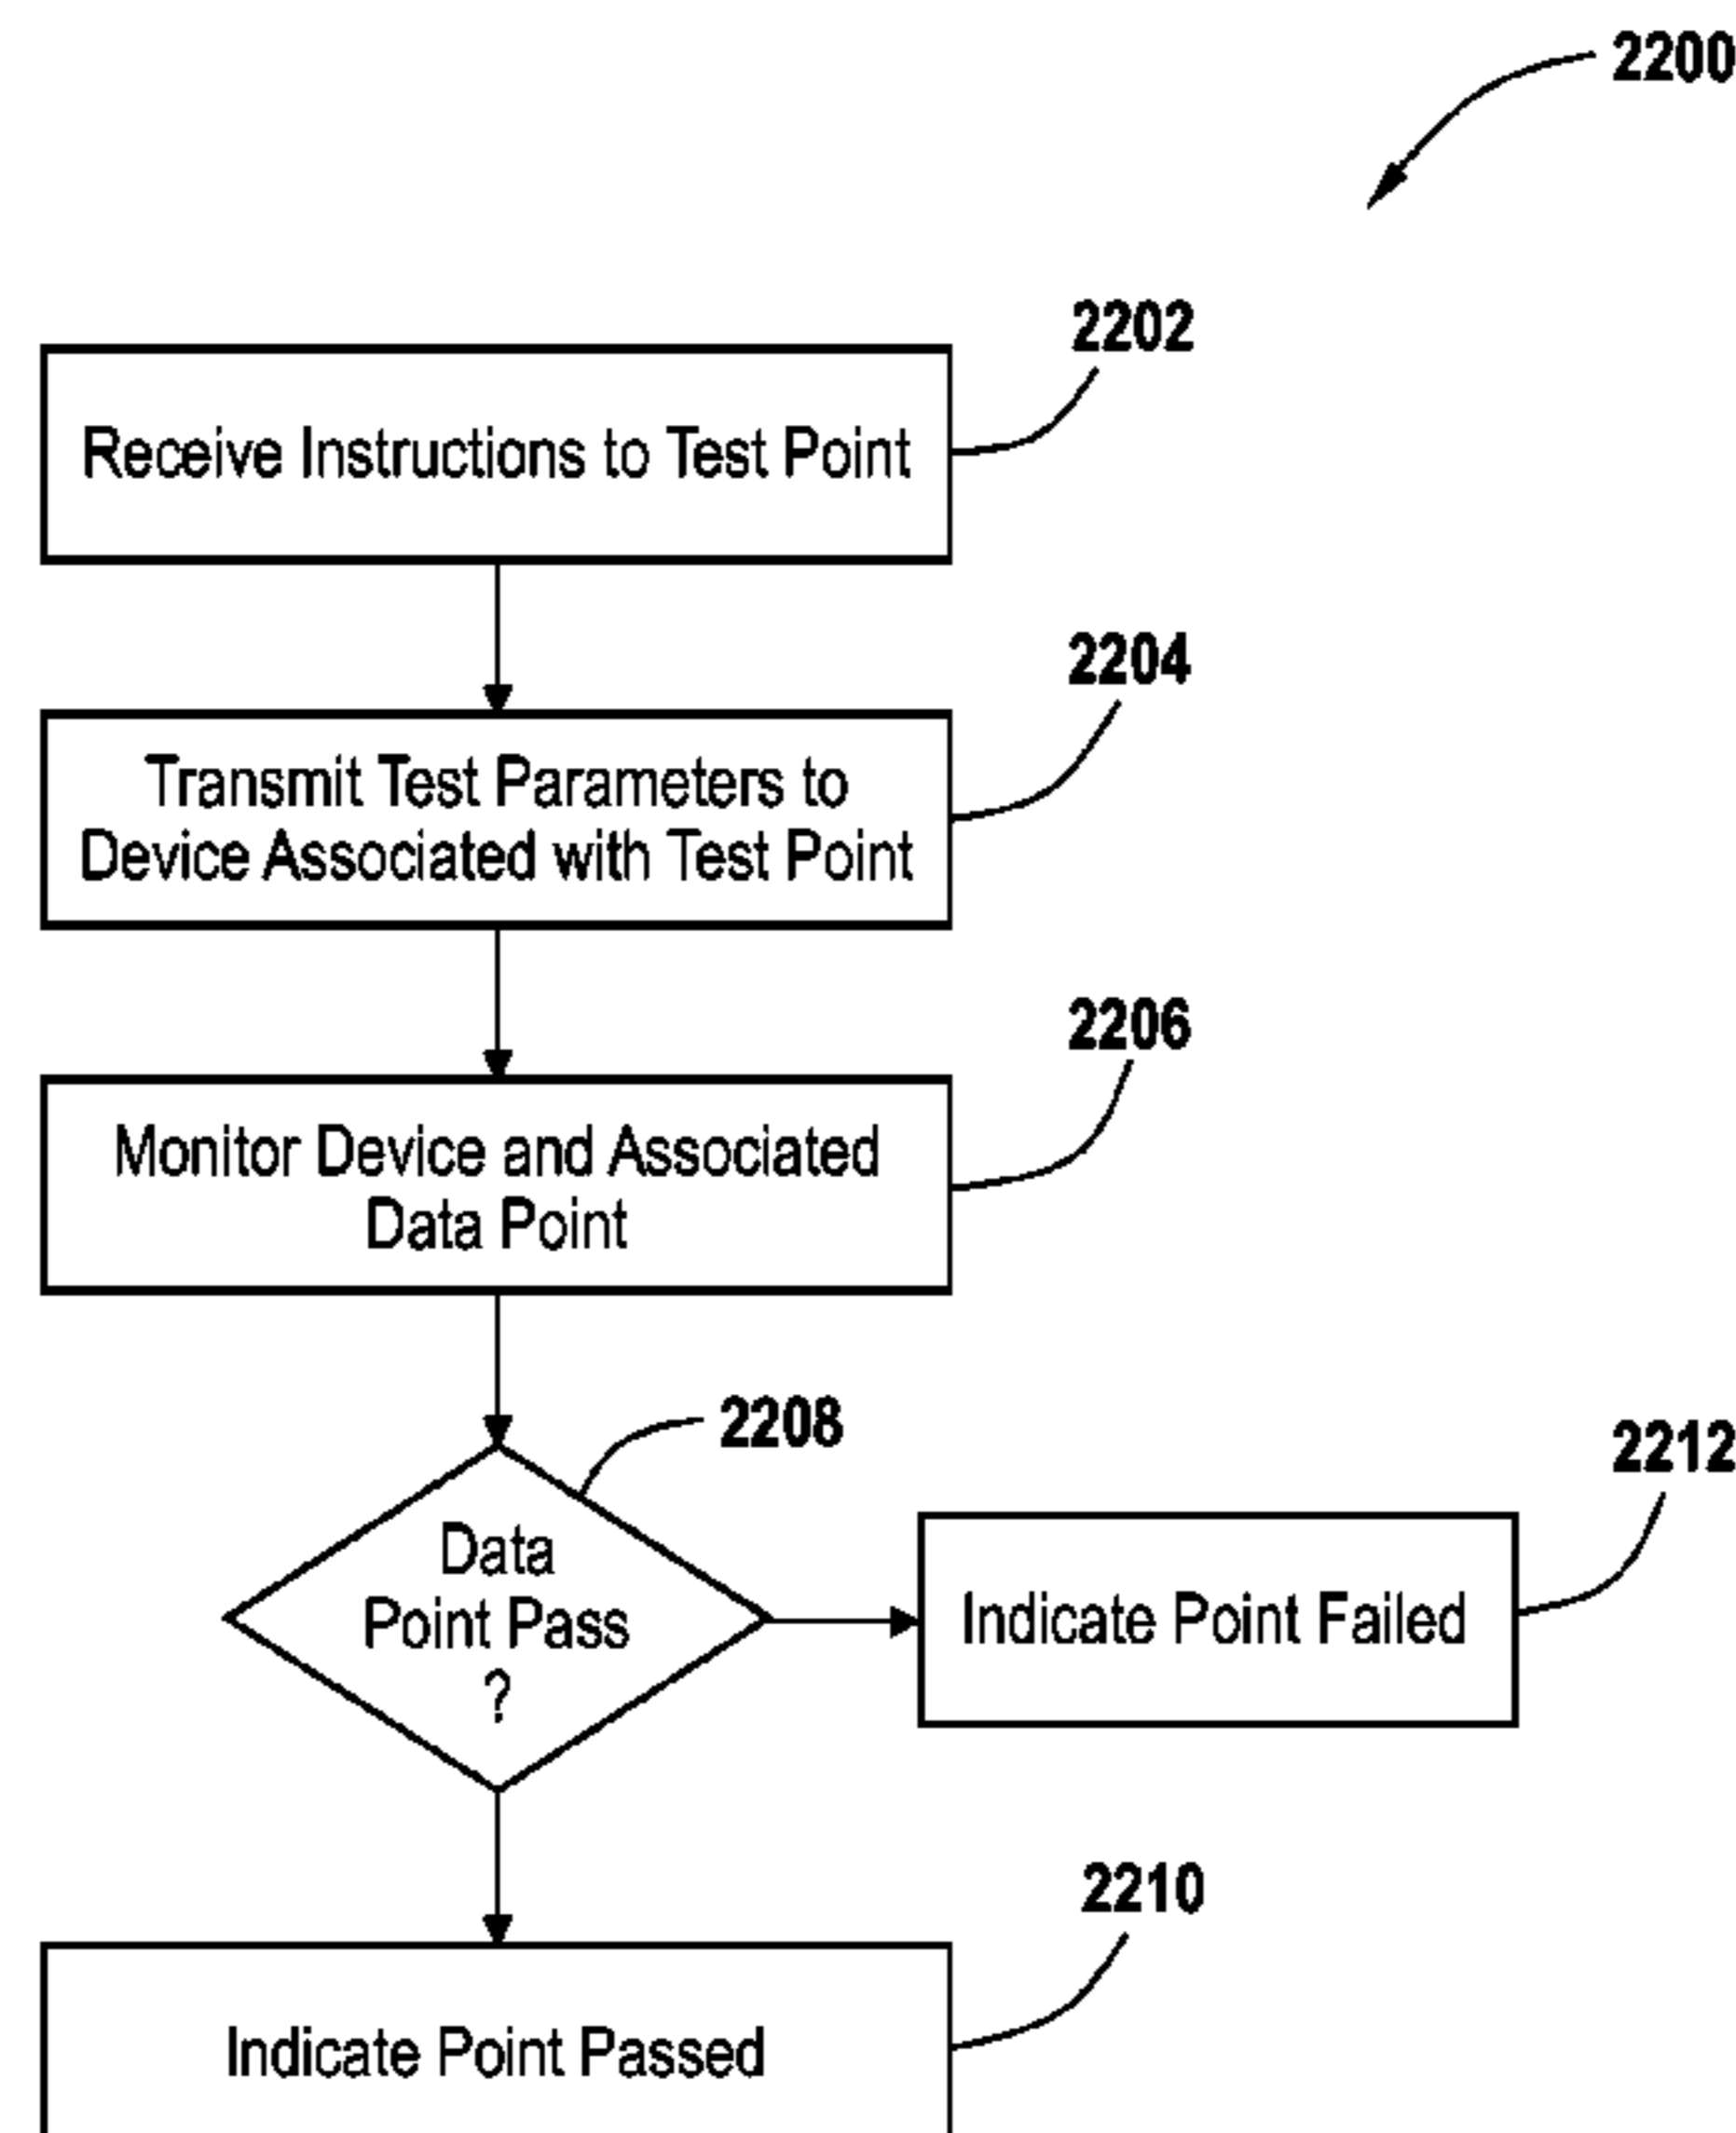 2200
2202
Receive Instructions to Test Point
2204
Transmit Test Parameters to
Device Associated with Test Point
2206
Monitor Device and Associated
Data Point
2208
Data
Point Pass
?
2212
Indicate Point Failed
2210
Indicate Point Passed